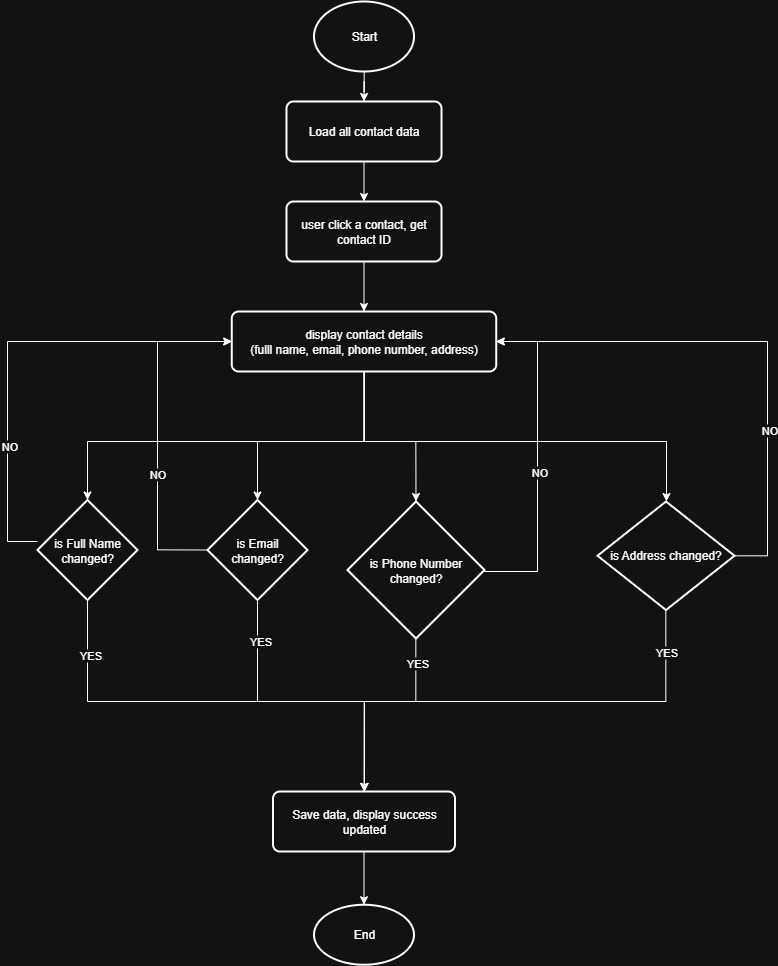 Start
Load all contact data
user click a contact, get
contact ID
display contact details
(fulll name, email, phone number, address)
NO
NO
NO
NO
is Full Name
changed?
is Email
changed?
is Phone Number
changed?
is Address changed?
YES
YES
YES
YES
Save data, display success
updated
End